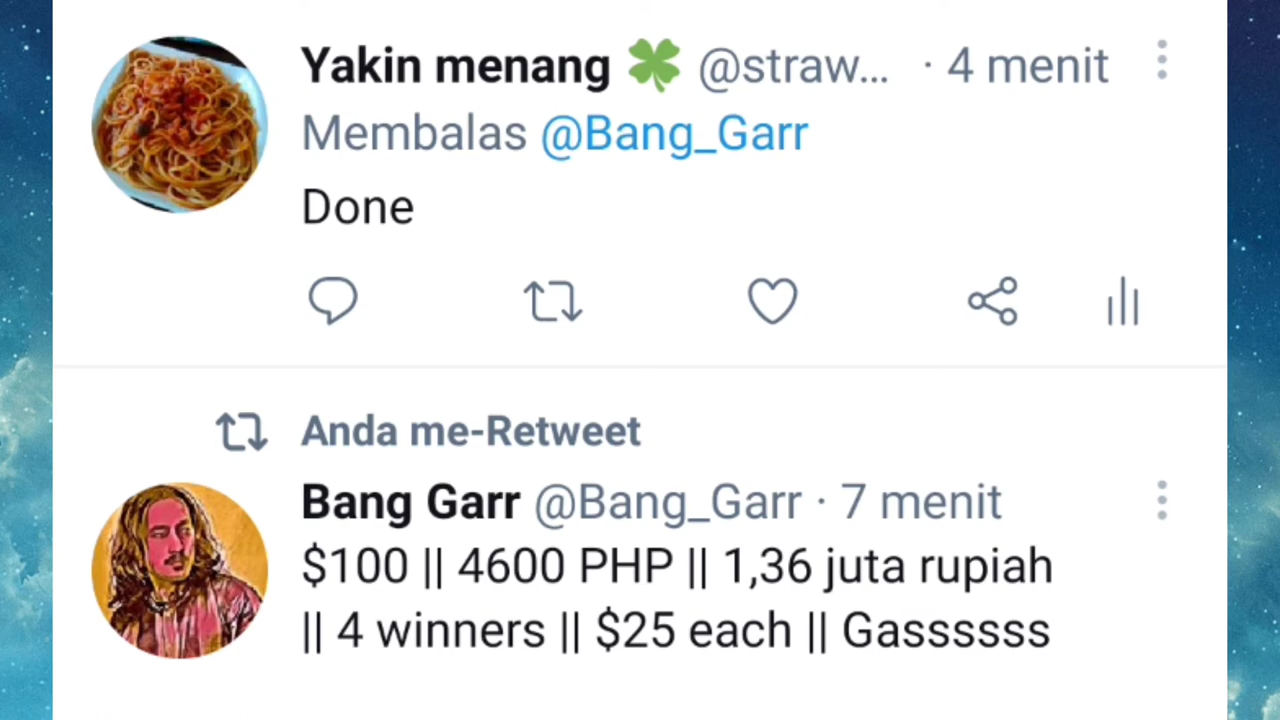 Yakin menang 🍀 @straw... · 4 menit
Membalas @Bang_Garr
Done
Anda me-Retweet
Bang Garr @Bang_Garr · 7 menit
$100 || 4600 PHP || 1,36 juta rupiah
|| 4 winners || $25 each || Gassssss